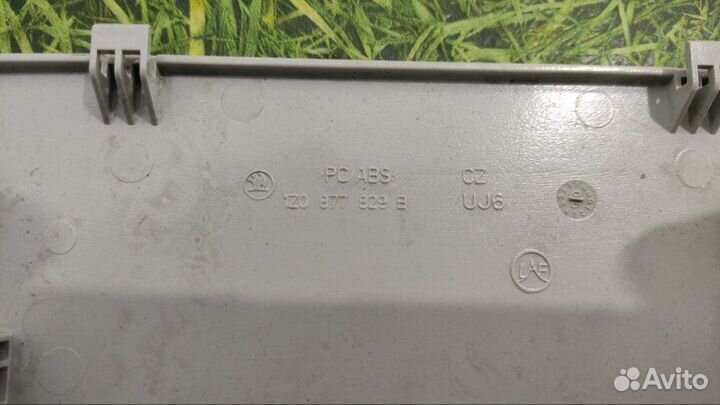 >PC ABS<
CZ
1Z0 877 829 B
UJ6
LAE
Avito